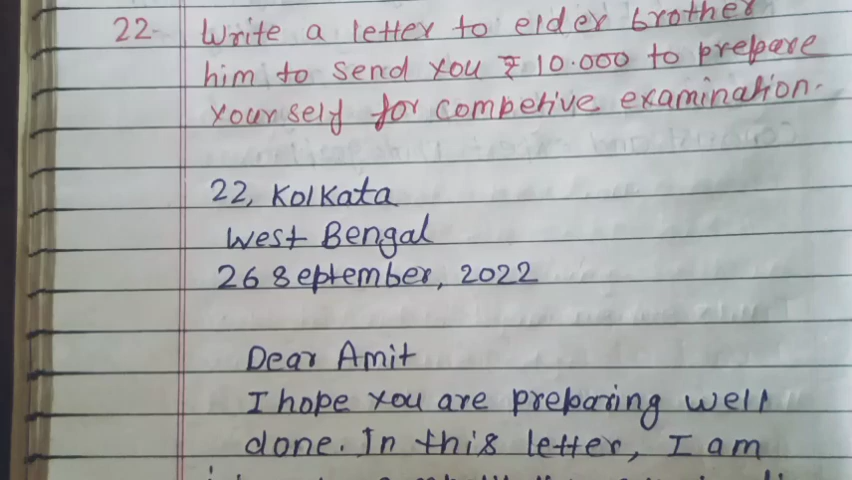 22- Write a letter to elder brother
him to send you ₹ 10.000 to prepare
yourself for competive examination.
22, Kolkata
West Bengal
26 September, 2022
Dear Amit
I hope you are preparing well
done. In this letter, I am